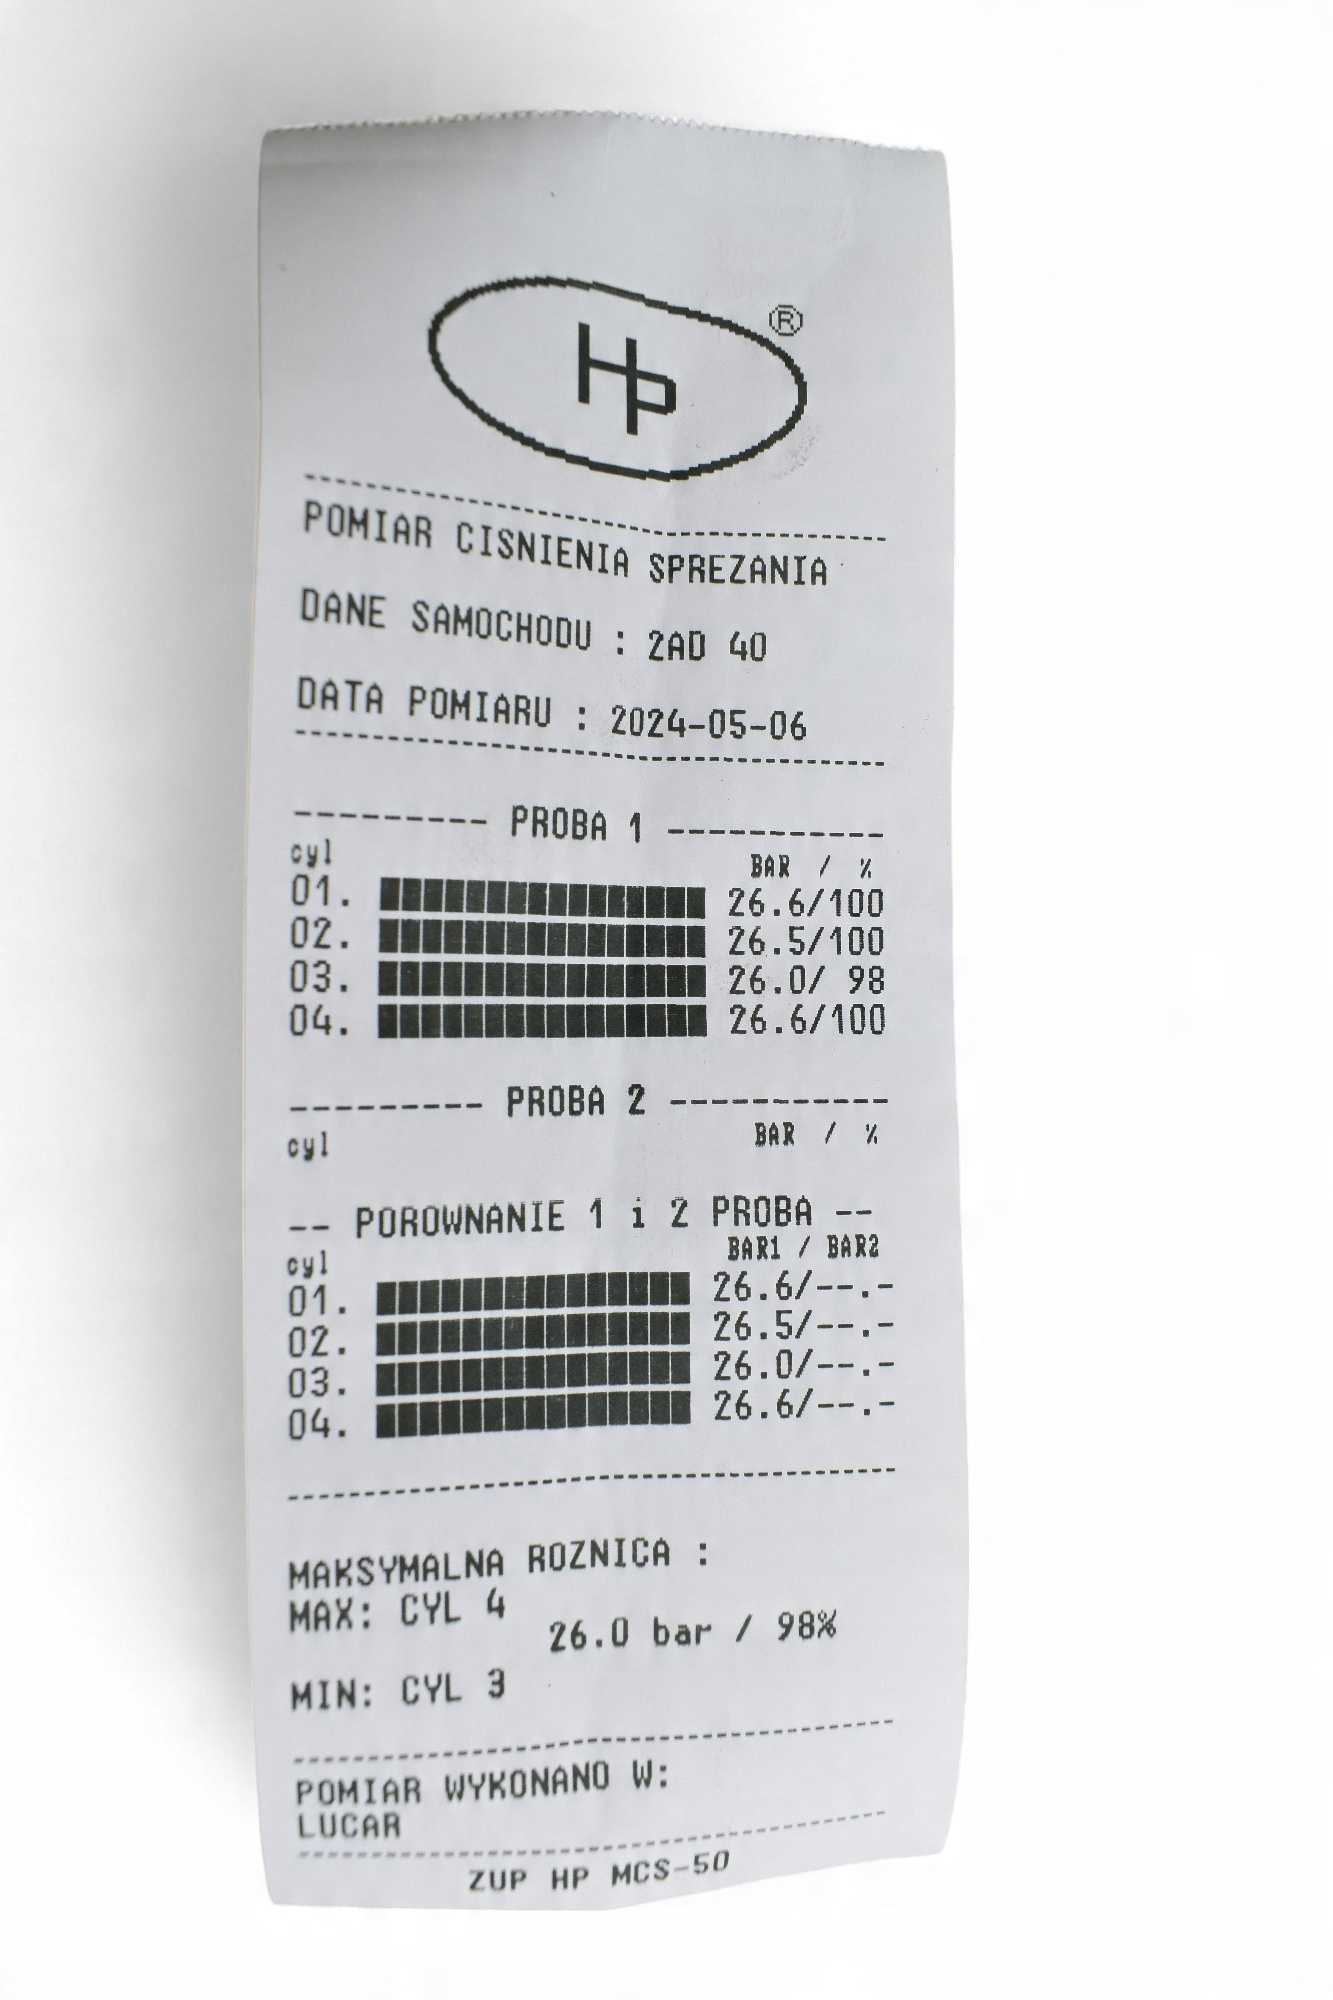 HP ®
POMIAR CISNIENIA SPREZANIA
DANE SAMOCHODU : 2AD 40
DATA POMIARU : 2024-05-06
--------- PROBA 1 -----------
cyl BAR / %
01. 26.6/100
02. 26.5/100
03. 26.0/ 98
04. 26.6/100
--------- PROBA 2 -----------
cyl BAR / %
-- POROWNANIE 1 i 2 PROBA --
cyl BAR1 / BAR2
01. 26.6/--.-
02. 26.5/--.-
03. 26.0/--.-
04. 26.6/--.-
MAKSYMALNA ROZNICA :
MAX: CYL 4
26.0 bar / 98%
MIN: CYL 3
POMIAR WYKONANO W:
LUCAR
ZUP HP MCS-50